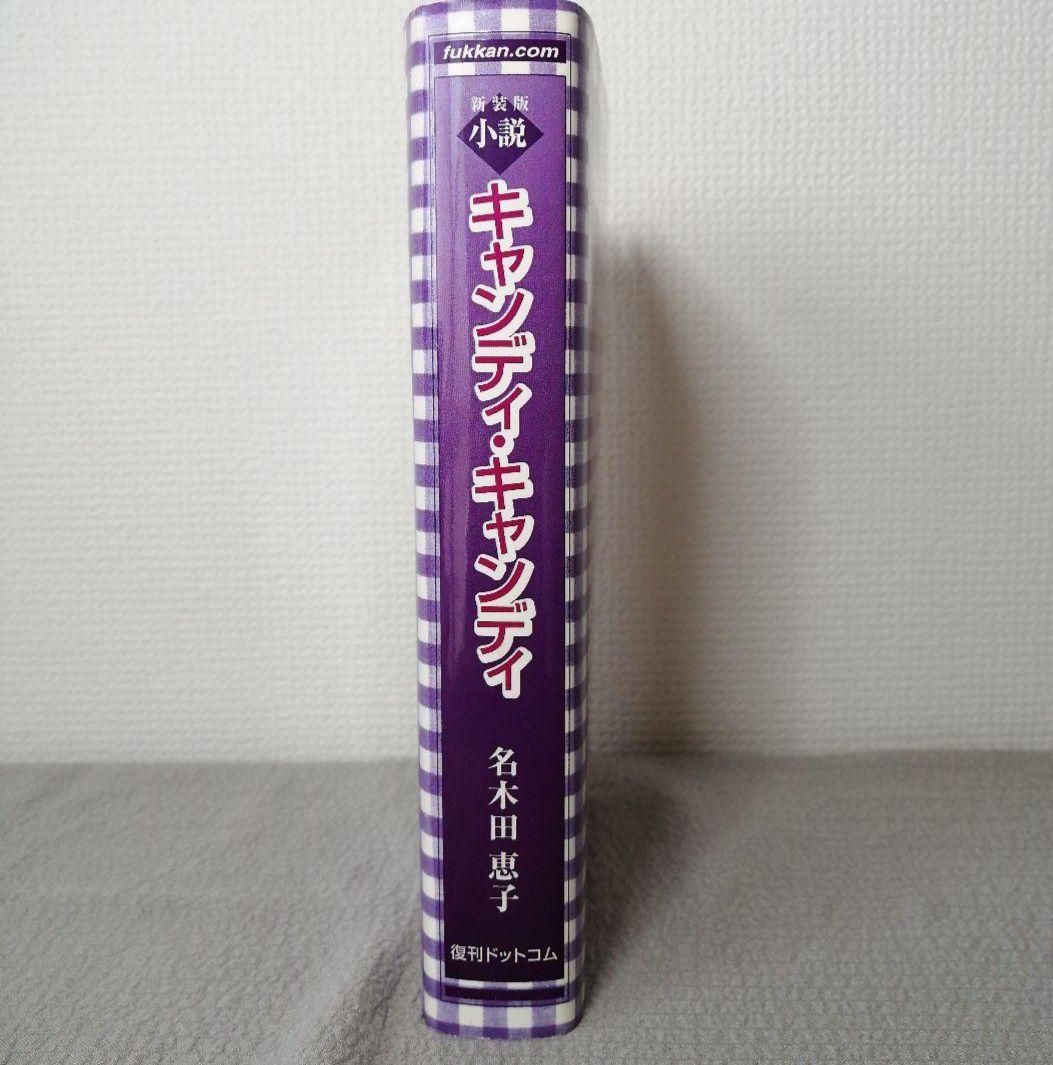 fukkan.com
新装版
小説
キャンディ・キャンディ
名木田 恵子
復刊ドットコム